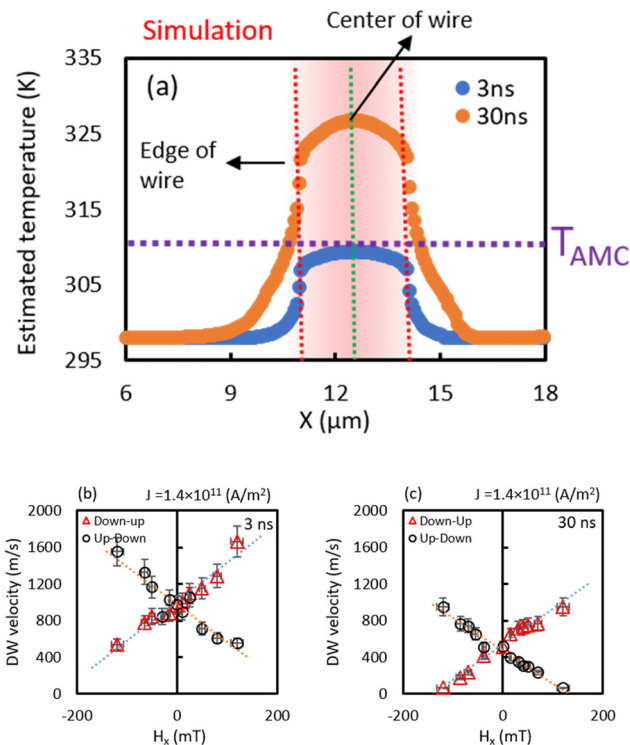 Simulation
Center of wire
(a)
3ns
30ns
Edge of
wire
T_AMC
Estimated temperature (K)
335
325
315
305
295
6 9 12 15 18
X (μm)
(b) J =1.4×10¹¹ (A/m²)
Down-up
Up-Down
3 ns
DW velocity (m/s)
2000
1600
1200
800
400
0
-200 0 200
Hₓ (mT)
(c) J =1.4×10¹¹ (A/m²)
Down-Up
Up-Down
30 ns
DW velocity (m/s)
2000
1600
1200
800
400
0
-200 0 200
Hₓ (mT)